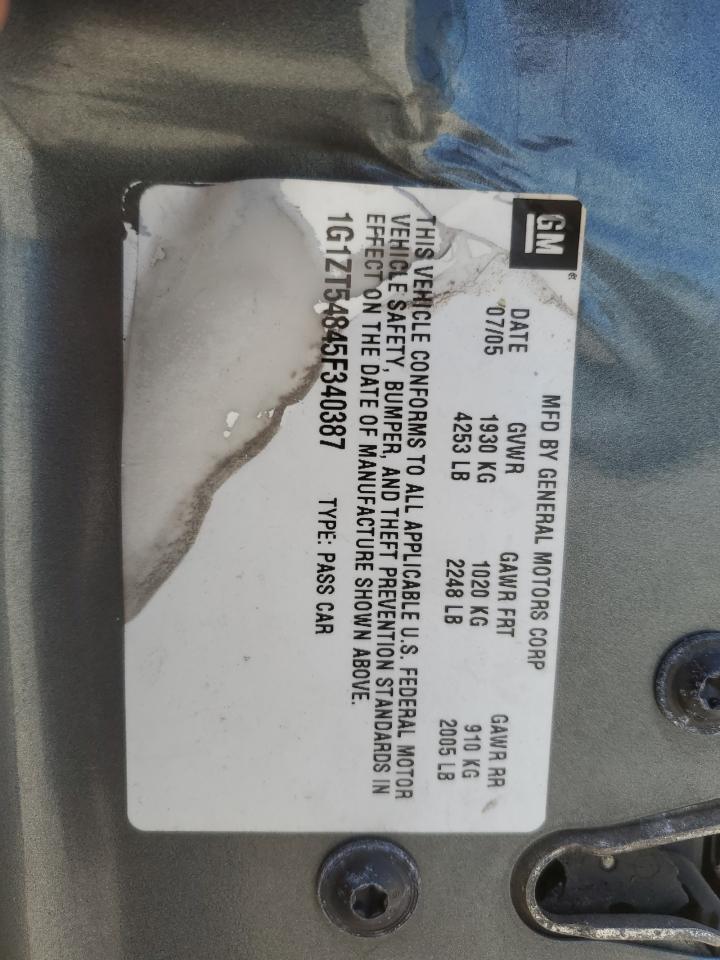 GM
MFD BY GENERAL MOTORS CORP
DATE GVWR GAWR FRT GAWR RR
07/05 1930 KG 1020 KG 910 KG
4253 LB 2248 LB 2005 LB
THIS VEHICLE CONFORMS TO ALL APPLICABLE U.S. FEDERAL MOTOR
VEHICLE SAFETY, BUMPER, AND THEFT PREVENTION STANDARDS IN
EFFECT ON THE DATE OF MANUFACTURE SHOWN ABOVE.
1G1ZT54845F340387 TYPE: PASS CAR